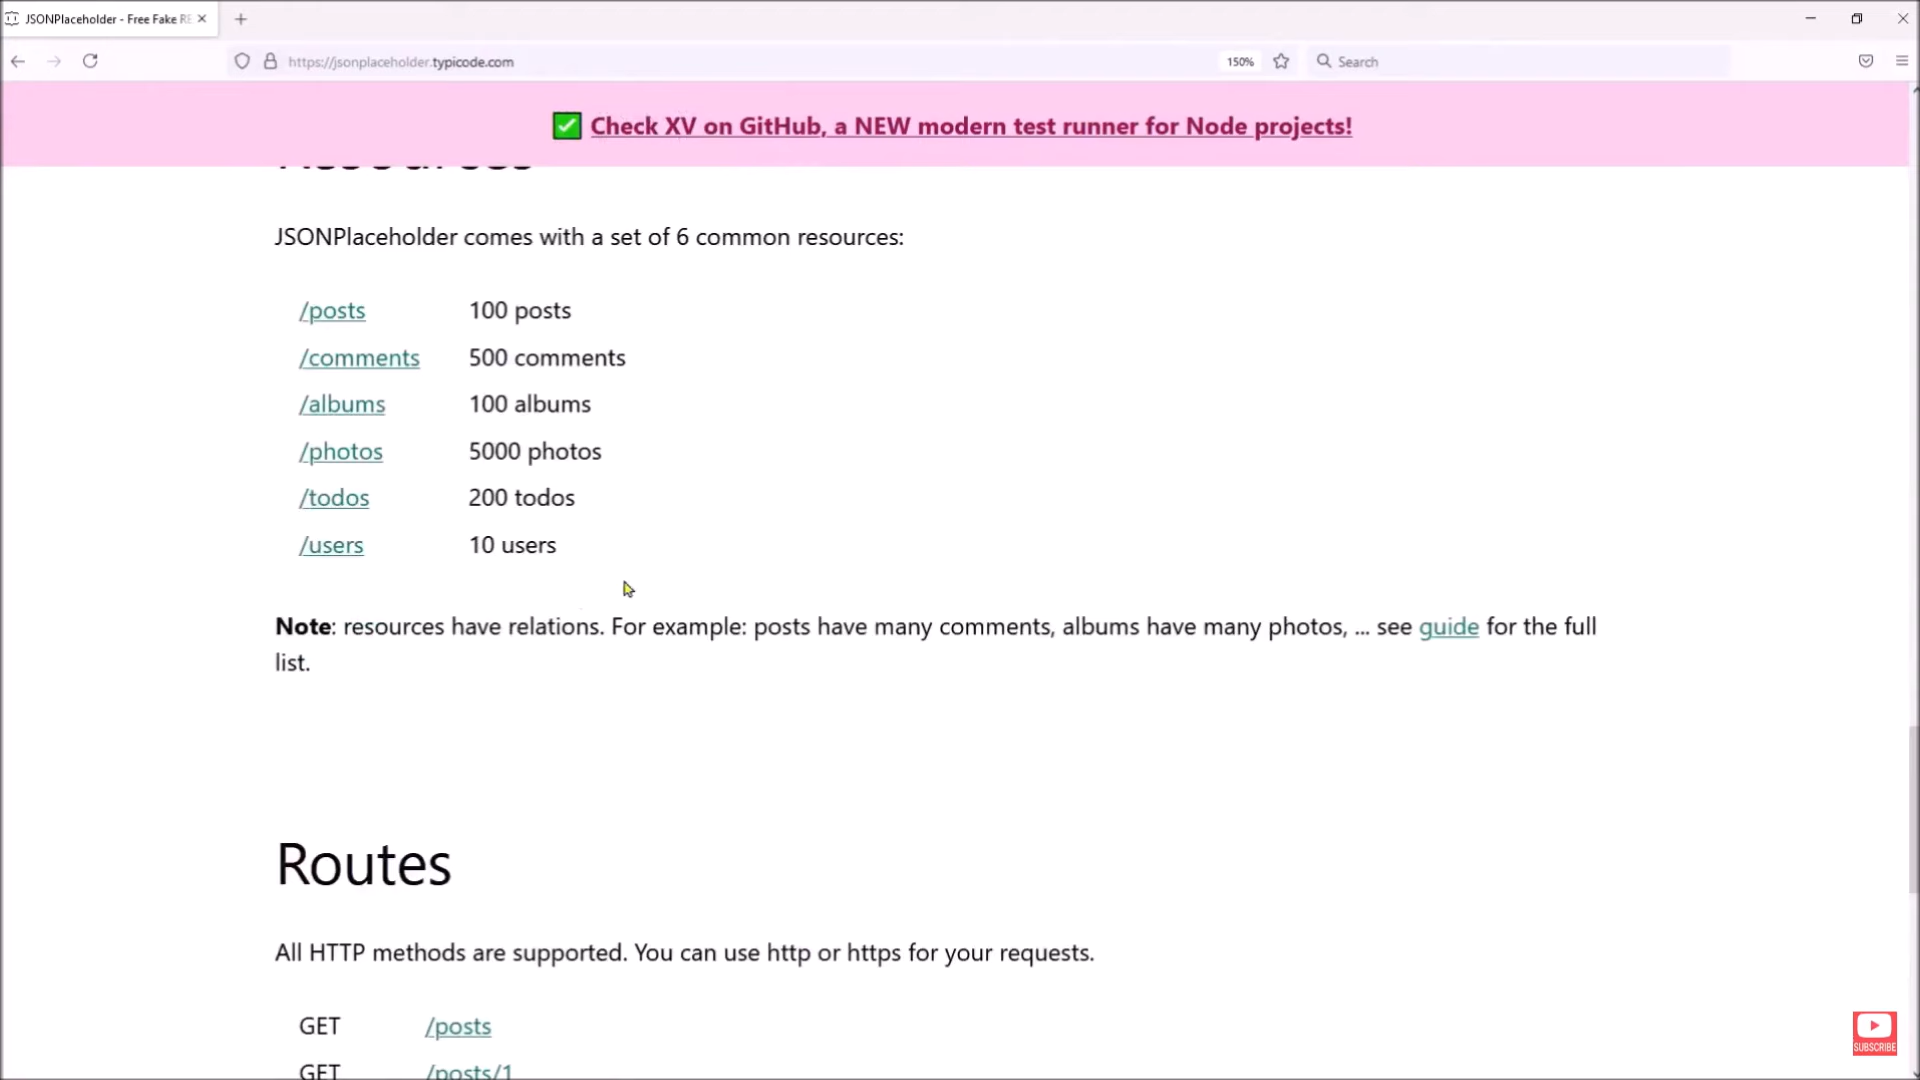 JSONPlaceholder - Free Fake RE
https://jsonplaceholder.typicode.com
150%
Search
Check XV on GitHub, a NEW modern test runner for Node projects!
Resources
JSONPlaceholder comes with a set of 6 common resources:
/posts 100 posts
/comments 500 comments
/albums 100 albums
/photos 5000 photos
/todos 200 todos
/users 10 users
Note: resources have relations. For example: posts have many comments, albums have many photos, ... see guide for the full
list.
Routes
All HTTP methods are supported. You can use http or https for your requests.
GET /posts
GET /posts/1
SUBSCRIBE